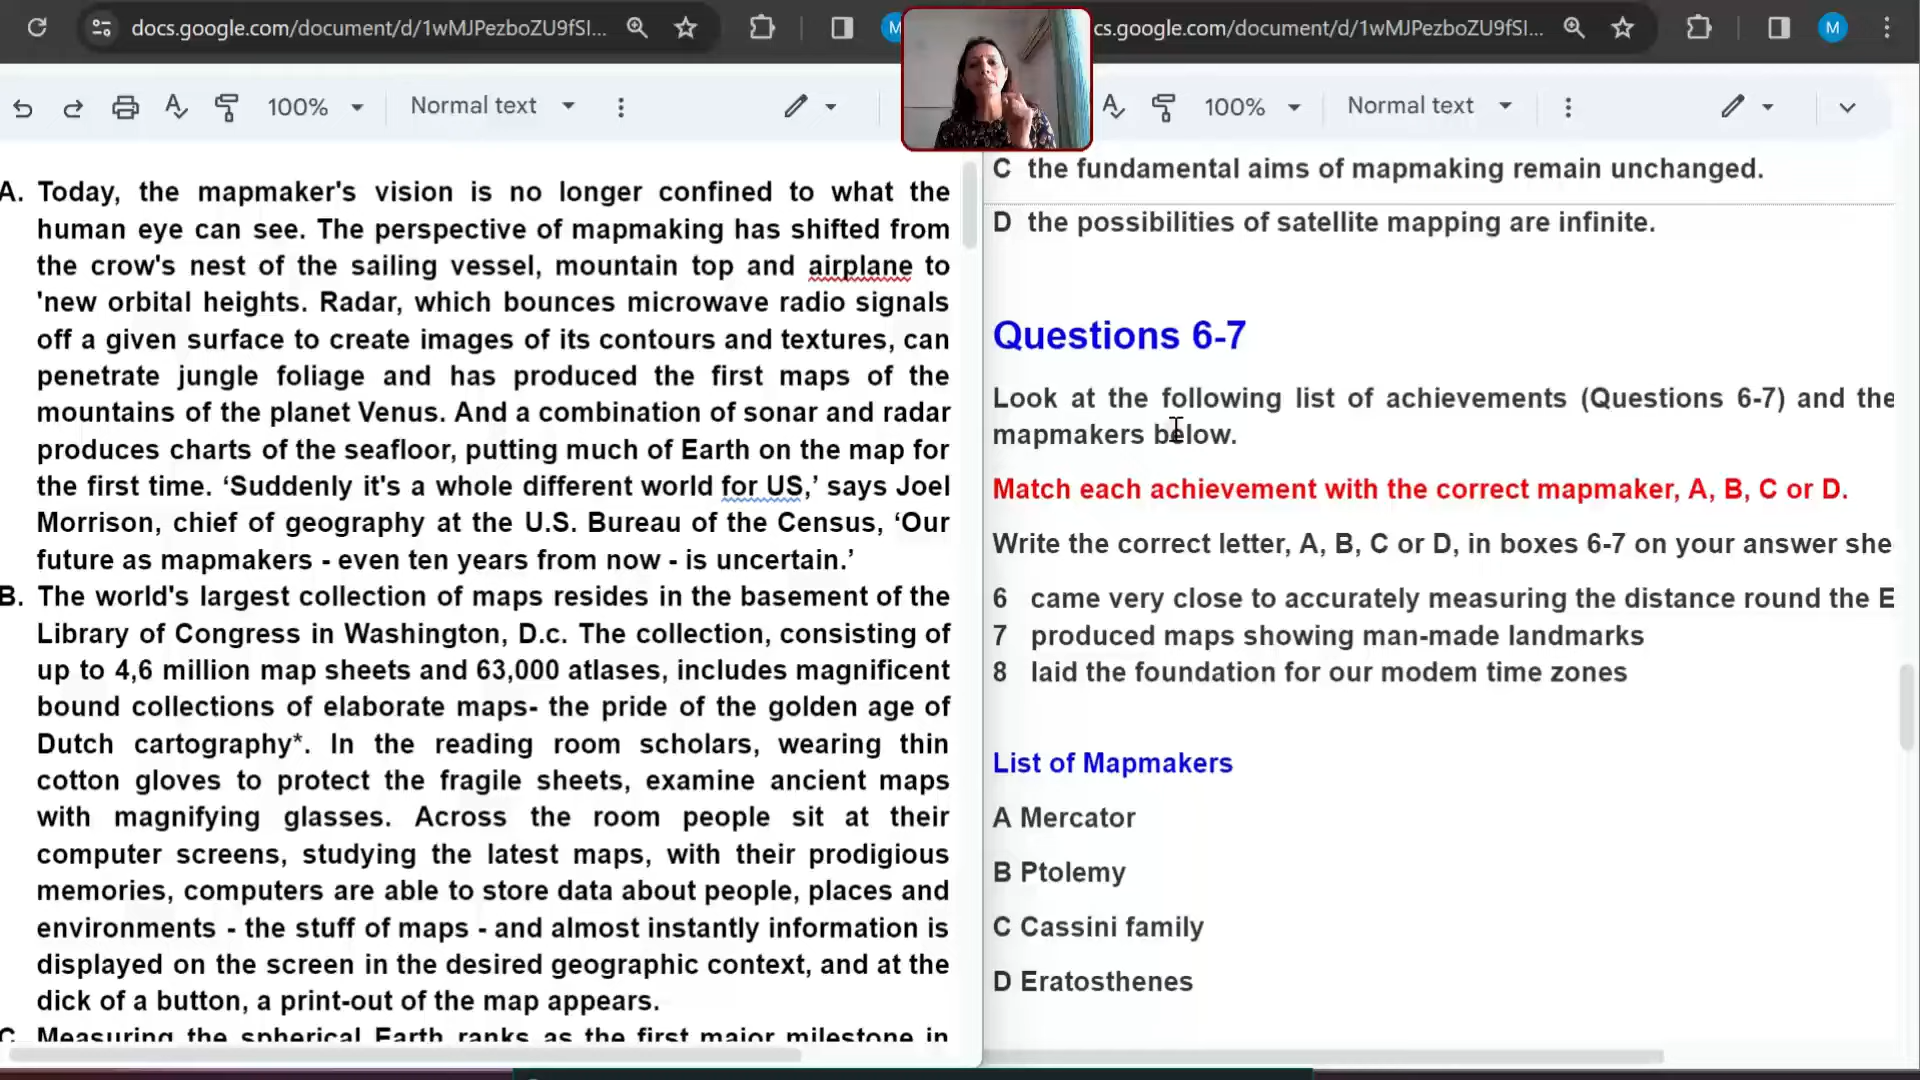 docs.google.com/document/d/1wMJPezboZU9fSI...
M
cs.google.com/document/d/1wMJPezboZU9fSI...
M
100%
Normal text
100%
Normal text
A. Today, the mapmaker's vision is no longer confined to what the
human eye can see. The perspective of mapmaking has shifted from
the crow's nest of the sailing vessel, mountain top and airplane to
'new orbital heights. Radar, which bounces microwave radio signals
off a given surface to create images of its contours and textures, can
penetrate jungle foliage and has produced the first maps of the
mountains of the planet Venus. And a combination of sonar and radar
produces charts of the seafloor, putting much of Earth on the map for
the first time. ‘Suddenly it's a whole different world for US,’ says Joel
Morrison, chief of geography at the U.S. Bureau of the Census, ‘Our
future as mapmakers - even ten years from now - is uncertain.’
B. The world's largest collection of maps resides in the basement of the
Library of Congress in Washington, D.c. The collection, consisting of
up to 4,6 million map sheets and 63,000 atlases, includes magnificent
bound collections of elaborate maps- the pride of the golden age of
Dutch cartography*. In the reading room scholars, wearing thin
cotton gloves to protect the fragile sheets, examine ancient maps
with magnifying glasses. Across the room people sit at their
computer screens, studying the latest maps, with their prodigious
memories, computers are able to store data about people, places and
environments - the stuff of maps - and almost instantly information is
displayed on the screen in the desired geographic context, and at the
dick of a button, a print-out of the map appears.
C. Measuring the spherical Earth ranks as the first major milestone in
C the fundamental aims of mapmaking remain unchanged.
D the possibilities of satellite mapping are infinite.
Questions 6-7
Look at the following list of achievements (Questions 6-7) and the
mapmakers below.
Match each achievement with the correct mapmaker, A, B, C or D.
Write the correct letter, A, B, C or D, in boxes 6-7 on your answer she
6 came very close to accurately measuring the distance round the E
7 produced maps showing man-made landmarks
8 laid the foundation for our modem time zones
List of Mapmakers
A Mercator
B Ptolemy
C Cassini family
D Eratosthenes